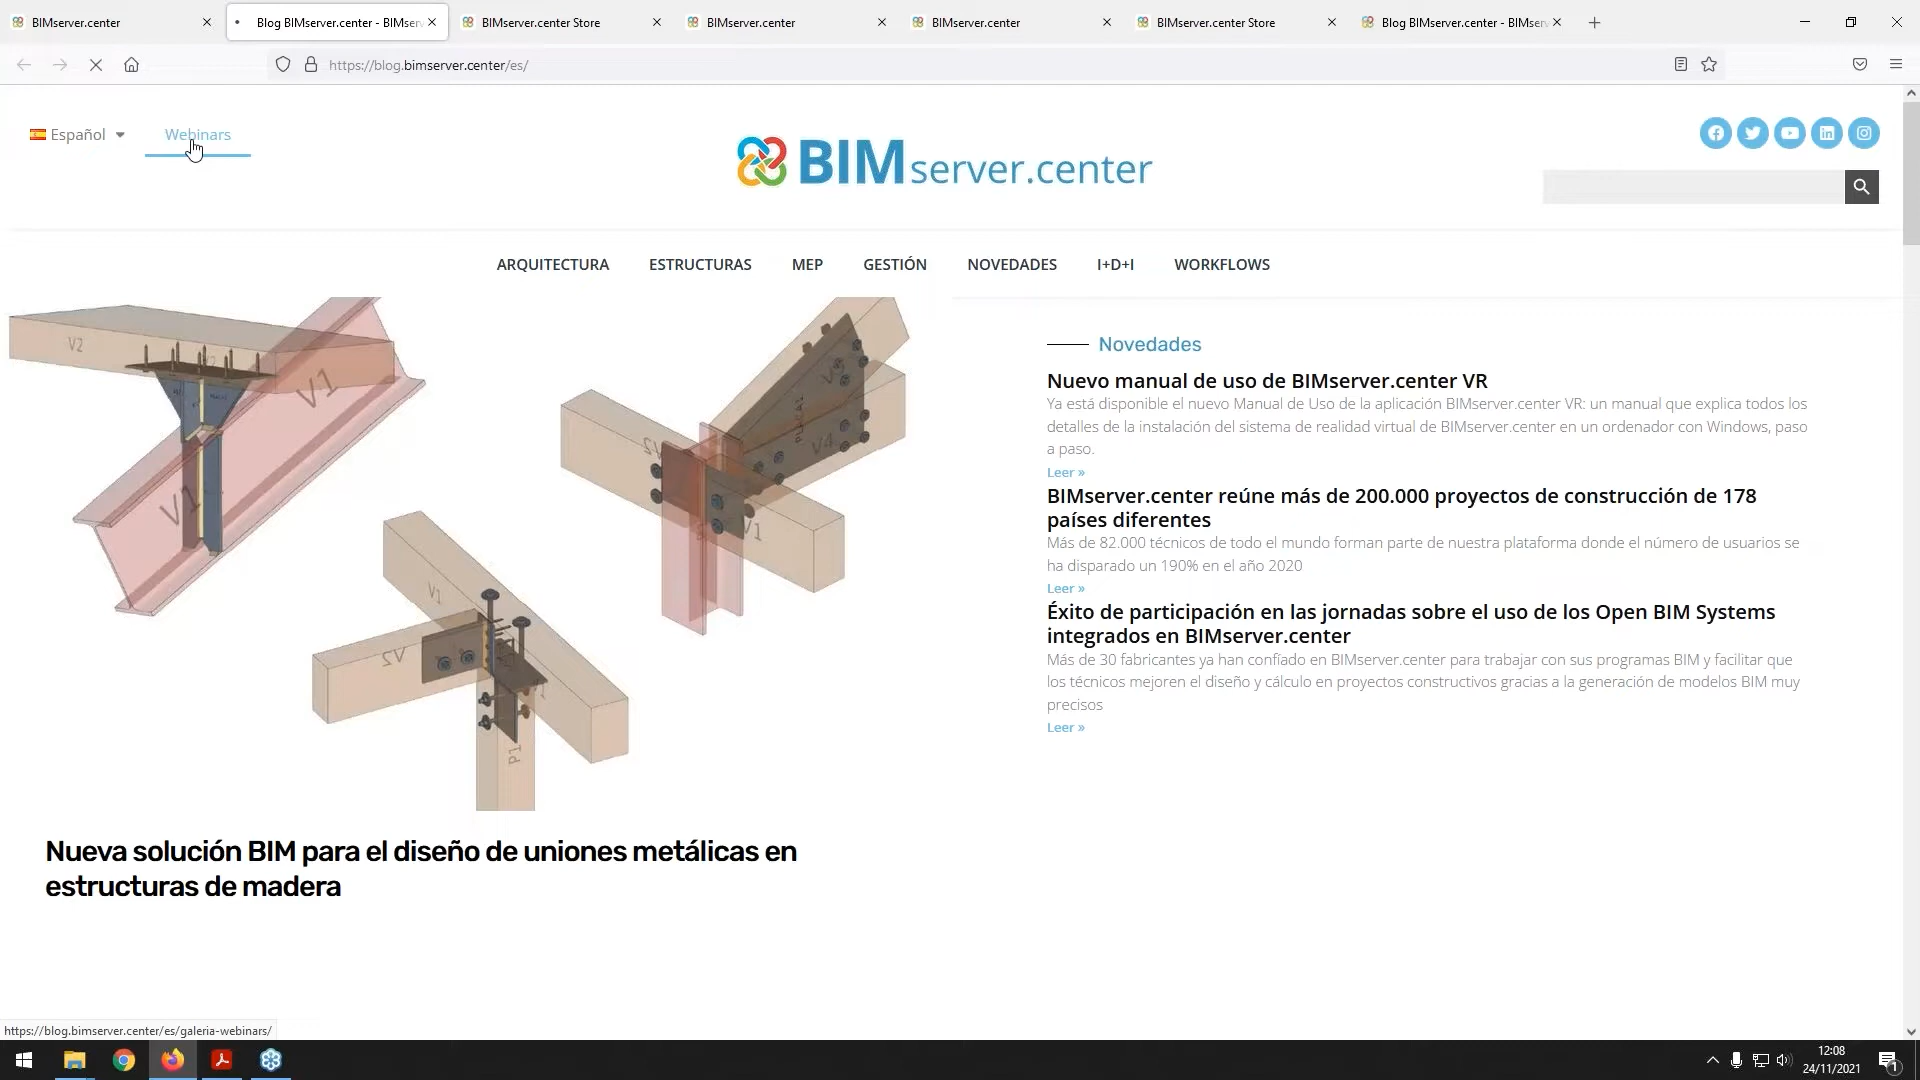 BIMserver.center
Blog BIMserver.center - BIMser
BIMserver.center Store
BIMserver.center
BIMserver.center
BIMserver.center Store
Blog BIMserver.center - BIMser
https://blog.bimserver.center/es/
Español
Webinars
BIMserver.center
ARQUITECTURA
ESTRUCTURAS
MEP
GESTIÓN
NOVEDADES
I+D+I
WORKFLOWS
V2
V1
V1
V4
V1
V1
V2
P1
Novedades
Nuevo manual de uso de BIMserver.center VR
Ya está disponible el nuevo Manual de Uso de la aplicación BIMserver.center VR: un manual que explica todos los
detalles de la instalación del sistema de realidad virtual de BIMserver.center en un ordenador con Windows, paso
a paso.
Leer »
BIMserver.center reúne más de 200.000 proyectos de construcción de 178
países diferentes
Más de 82.000 técnicos de todo el mundo forman parte de nuestra plataforma donde el número de usuarios se
ha disparado un 190% en el año 2020
Leer »
Éxito de participación en las jornadas sobre el uso de los Open BIM Systems
integrados en BIMserver.center
Más de 30 fabricantes ya han confíado en BIMserver.center para trabajar con sus programas BIM y facilitar que
los técnicos mejoren el diseño y cálculo en proyectos constructivos gracias a la generación de modelos BIM muy
precisos
Leer »
Nueva solución BIM para el diseño de uniones metálicas en
estructuras de madera
https://blog.bimserver.center/es/galeria-webinars/
12:08
24/11/2021
1